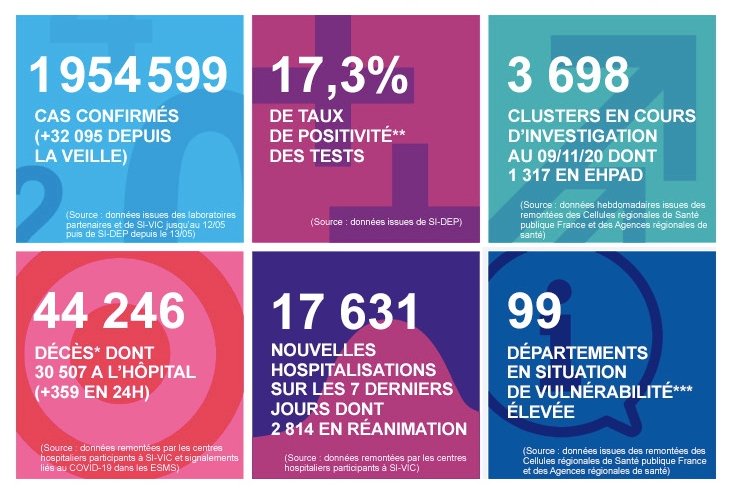 1 954 599
CAS CONFIRMÉS
(+32 095 DEPUIS
LA VEILLE)
(Source : données issues des laboratoires
partenaires et de SI-VIC jusqu'au 12/05
puis de SI-DEP depuis le 13/05)
17,3%
DE TAUX
DE POSITIVITÉ**
DES TESTS
(Source : données issues de SI-DEP)
3 698
CLUSTERS EN COURS
D'INVESTIGATION
AU 09/11/20 DONT
1 317 EN EHPAD
(Source : données hebdomadaires issues des
remontées des Cellules régionales de Santé
publique France et des Agences régionales de
santé)
44 246
DÉCÈS* DONT
30 507 A L'HÔPITAL
(+359 EN 24H)
(Source : données remontées par les centres
hospitaliers participants à SI-VIC et signalements
liés au COVID-19 dans les ESMS)
17 631
NOUVELLES
HOSPITALISATIONS
SUR LES 7 DERNIERS
JOURS DONT
2 814 EN RÉANIMATION
(Source : données remontées par les centres
hospitaliers participants à SI-VIC)
99
DÉPARTEMENTS
EN SITUATION
DE VULNÉRABILITÉ***
ÉLEVÉE
(Source : données issues des remontées des
Cellules régionales de Santé publique France
et des Agences régionales de santé)